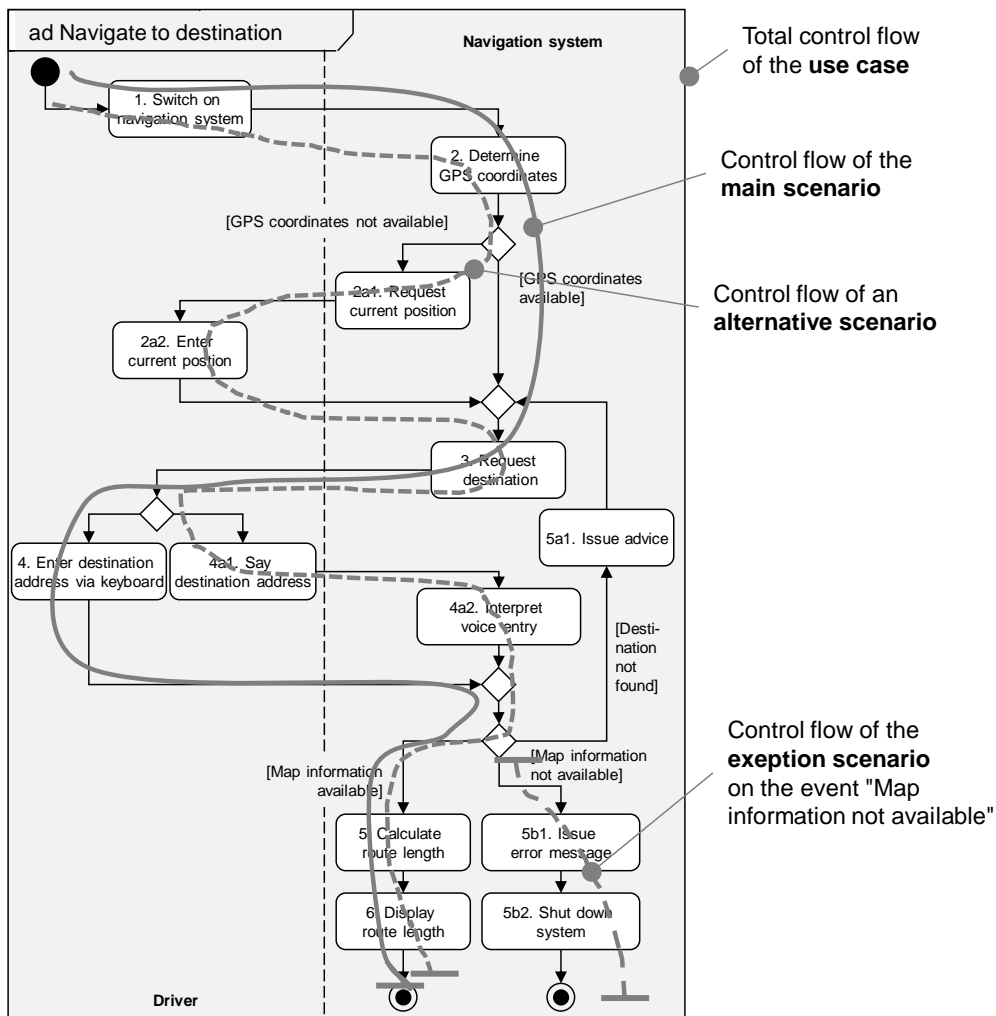 ad Navigate to destination
Navigation system
Total control flow
of the use case
1. Switch on
navigation system
2. Determine
GPS coordinates
Control flow of the
main scenario
[GPS coordinates not available]
[GPS coordinates
available]
2a1. Request
current position
Control flow of an
alternative scenario
2a2. Enter
current postion
3. Request
destination
5a1. Issue advice
4. Enter destination
address via keyboard
4a1. Say
destination address
4a2. Interpret
voice entry
[Desti-
nation
not
found]
Control flow of the
exeption scenario
on the event "Map
information not available"
[Map information
available]
[Map information
not available]
5. Calculate
route length
5b1. Issue
error message
6. Display
route length
5b2. Shut down
system
Driver